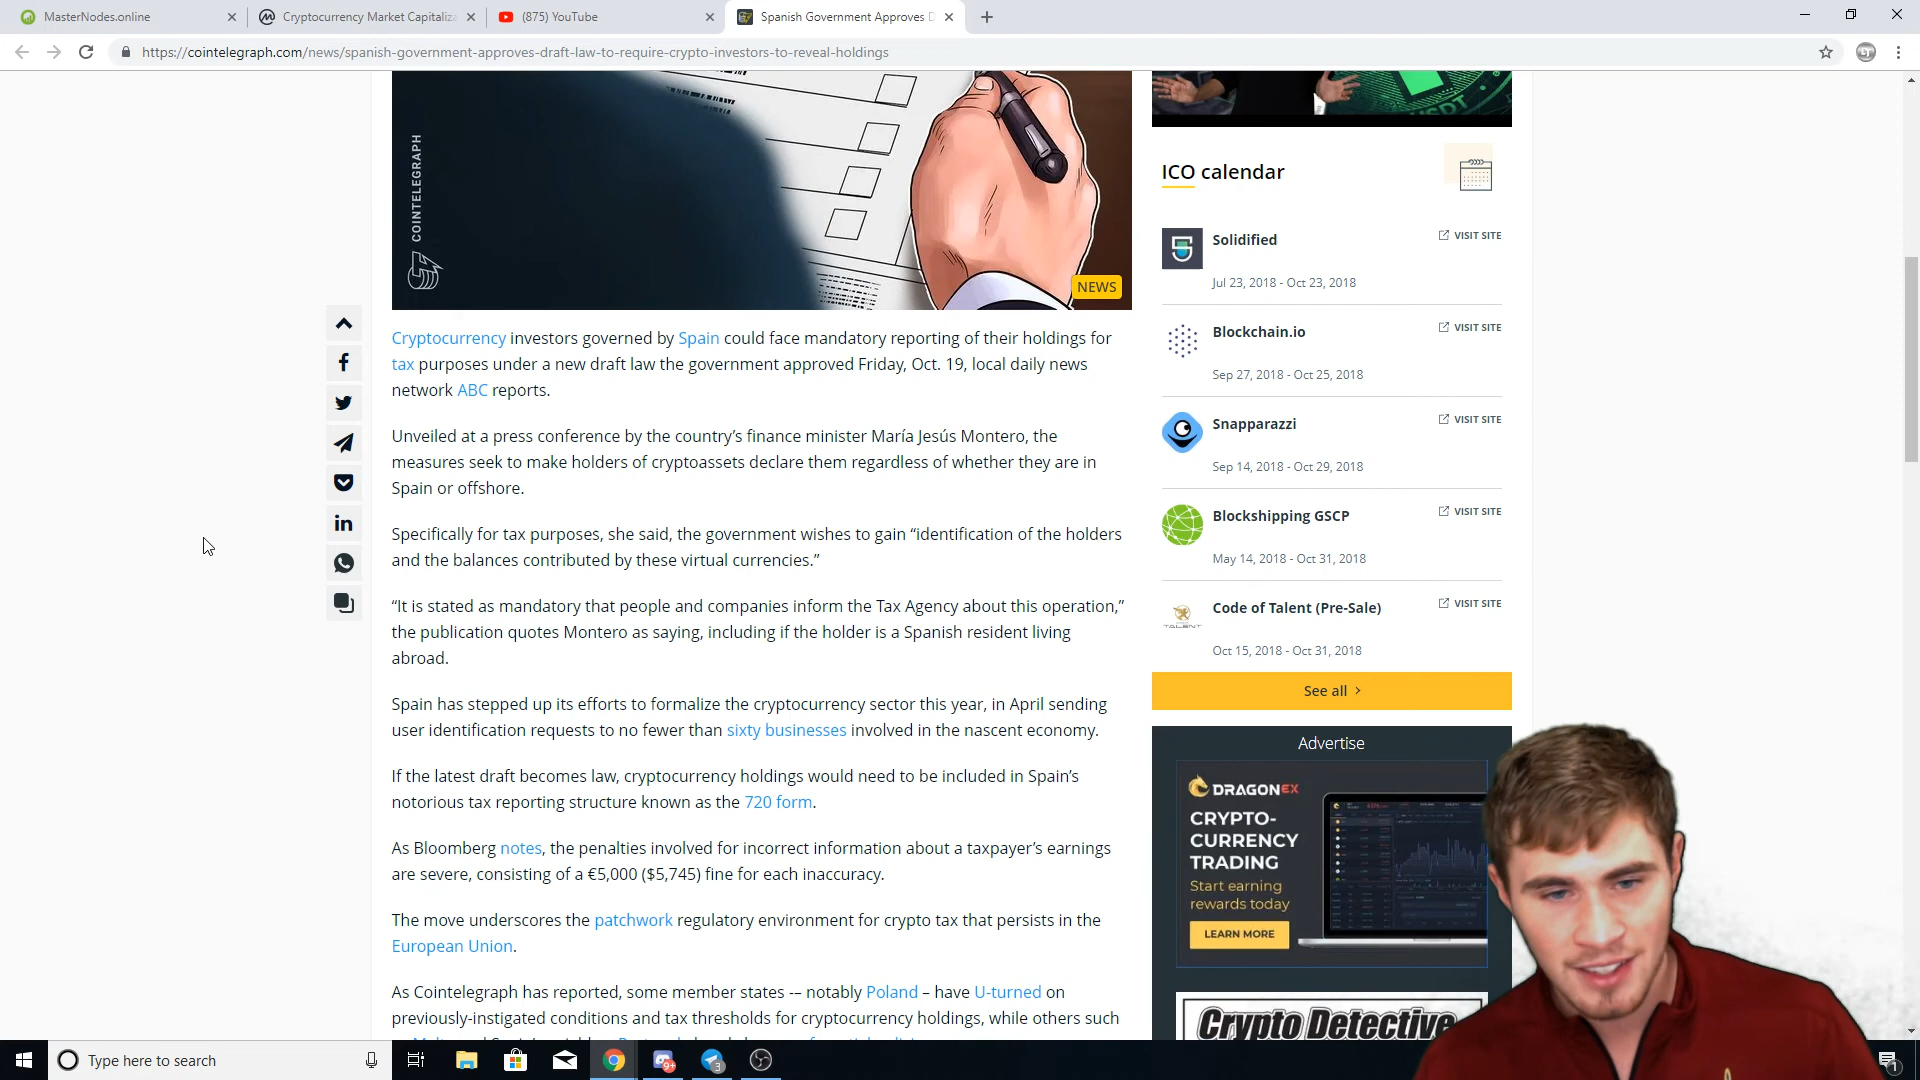 MasterNodes.online
Cryptocurrency Market Capitaliza
(875) YouTube
Spanish Government Approves D
https://cointelegraph.com/news/spanish-government-approves-draft-law-to-require-crypto-investors-to-reveal-holdings
COINTELEGRAPH
NEWS
Cryptocurrency investors governed by Spain could face mandatory reporting of their holdings for
tax purposes under a new draft law the government approved Friday, Oct. 19, local daily news
network ABC reports.
Unveiled at a press conference by the country's finance minister María Jesús Montero, the
measures seek to make holders of cryptoassets declare them regardless of whether they are in
Spain or offshore.
Specifically for tax purposes, she said, the government wishes to gain “identification of the holders
and the balances contributed by these virtual currencies.”
“It is stated as mandatory that people and companies inform the Tax Agency about this operation,”
the publication quotes Montero as saying, including if the holder is a Spanish resident living
abroad.
Spain has stepped up its efforts to formalize the cryptocurrency sector this year, in April sending
user identification requests to no fewer than sixty businesses involved in the nascent economy.
If the latest draft becomes law, cryptocurrency holdings would need to be included in Spain's
notorious tax reporting structure known as the 720 form.
As Bloomberg notes, the penalties involved for incorrect information about a taxpayer's earnings
are severe, consisting of a €5,000 ($5,745) fine for each inaccuracy.
The move underscores the patchwork regulatory environment for crypto tax that persists in the
European Union.
As Cointelegraph has reported, some member states -– notably Poland – have U-turned on
previously-instigated conditions and tax thresholds for cryptocurrency holdings, while others such
USDT
ICO calendar
Solidified
VISIT SITE
Jul 23, 2018 - Oct 23, 2018
Blockchain.io
VISIT SITE
Sep 27, 2018 - Oct 25, 2018
Snapparazzi
VISIT SITE
Sep 14, 2018 - Oct 29, 2018
Blockshipping GSCP
VISIT SITE
May 14, 2018 - Oct 31, 2018
Code of Talent (Pre-Sale)
VISIT SITE
TALENT
Oct 15, 2018 - Oct 31, 2018
See all
Advertise
DRAGONEX
CRYPTO-
CURRENCY
TRADING
Start earning
rewards today
LEARN MORE
Crypto Detective
Type here to search
9+
3
1